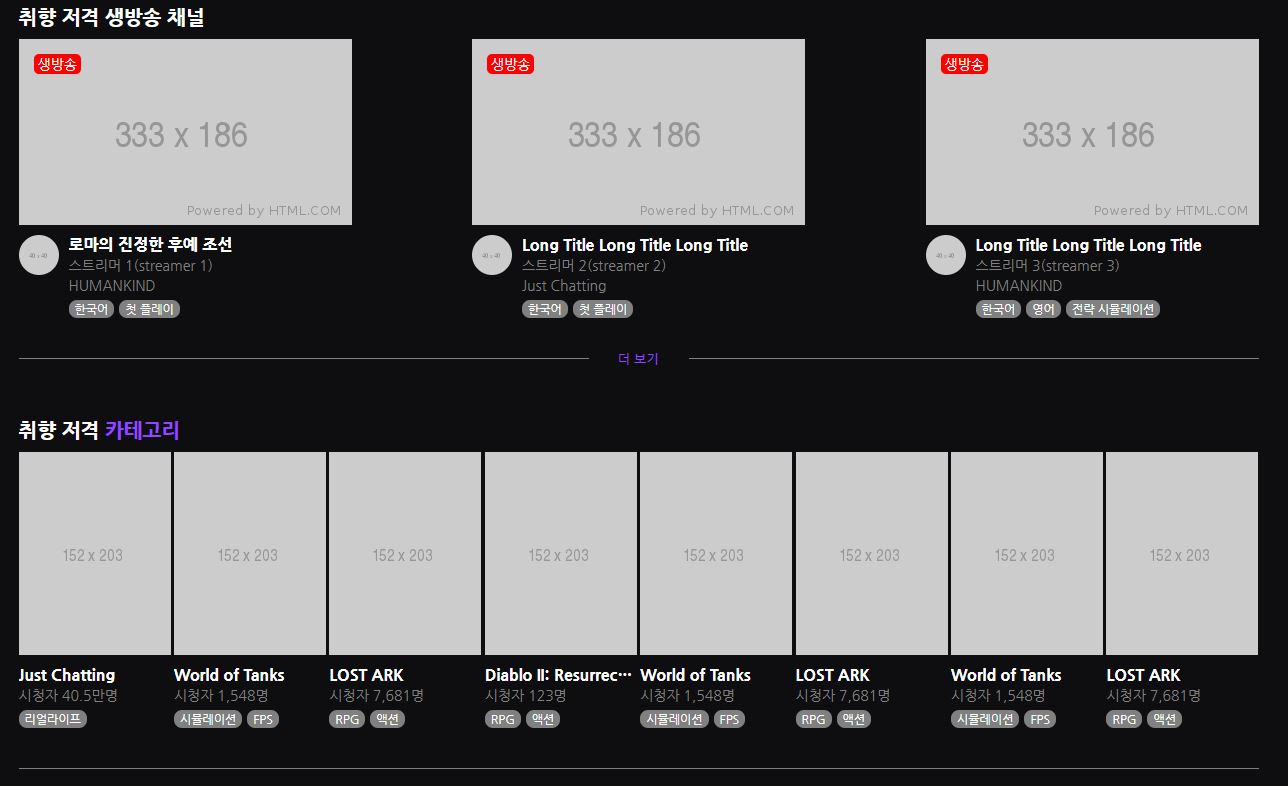 취향 저격 생방송 채널
생방송 생방송 생방송
333 x 186 333 x 186 333 x 186
Powered by HTML.COM Powered by HTML.COM Powered by HTML.COM
40 x 40 로마의 진정한 후예 조선
스트리머 1(streamer 1)
HUMANKIND
한국어 첫 플레이
40 x 40 Long Title Long Title Long Title
스트리머 2(streamer 2)
Just Chatting
한국어 첫 플레이
40 x 40 Long Title Long Title Long Title
스트리머 3(streamer 3)
HUMANKIND
한국어 영어 전략 시뮬레이션
더 보기
취향 저격 카테고리
152 x 203 152 x 203 152 x 203 152 x 203 152 x 203 152 x 203 152 x 203 152 x 203
Just Chatting
시청자 40.5만명
리얼라이프
World of Tanks
시청자 1,548명
시뮬레이션 FPS
LOST ARK
시청자 7,681명
RPG 액션
Diablo II: Resurrec…
시청자 123명
RPG 액션
World of Tanks
시청자 1,548명
시뮬레이션 FPS
LOST ARK
시청자 7,681명
RPG 액션
World of Tanks
시청자 1,548명
시뮬레이션 FPS
LOST ARK
시청자 7,681명
RPG 액션